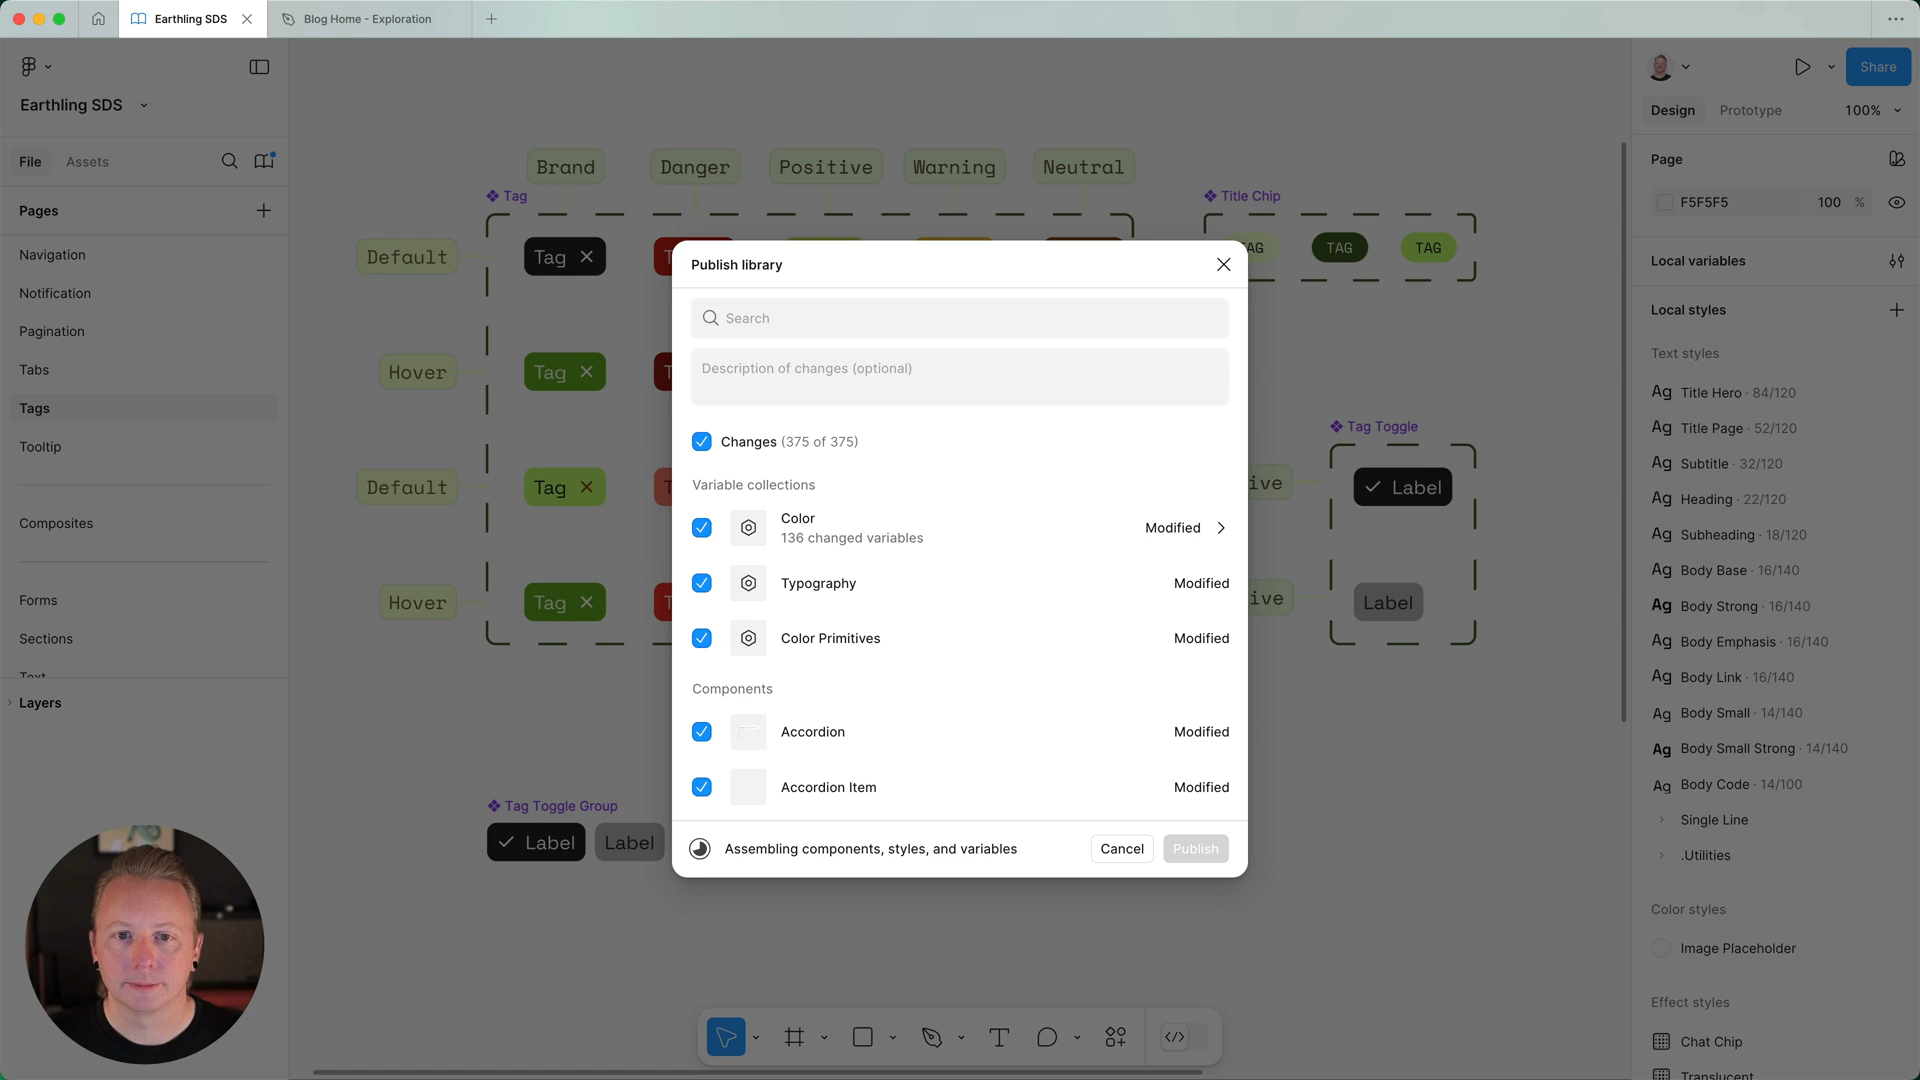 Earthling SDS
Blog Home - Exploration
Earthling SDS
File
Assets
Pages
Navigation
Notification
Pagination
Tabs
Tags
Tooltip
Composites
Forms
Sections
Text
Layers
Brand
Danger
Positive
Warning
Neutral
Tag
Title Chip
Default
Tag
TAG
TAG
Hover
Tag
Tag Toggle
Default
Tag
ive
Label
Hover
Tag
ive
Label
Tag Toggle Group
Label
Label
Publish library
Search
Description of changes (optional)
Changes (375 of 375)
Variable collections
Color
136 changed variables
Modified
Typography
Modified
Color Primitives
Modified
Components
Accordion
Modified
Accordion Item
Modified
Assembling components, styles, and variables
Cancel
Publish
Share
Design
Prototype
100%
Page
F5F5F5
100
%
Local variables
Local styles
Text styles
Ag Title Hero · 84/120
Ag Title Page · 52/120
Ag Subtitle · 32/120
Ag Heading · 22/120
Ag Subheading · 18/120
Ag Body Base · 16/140
Ag Body Strong · 16/140
Ag Body Emphasis · 16/140
Ag Body Link · 16/140
Ag Body Small · 14/140
Ag Body Small Strong · 14/140
Ag Body Code · 14/100
Single Line
.Utilities
Color styles
Image Placeholder
Effect styles
Chat Chip
Translucent